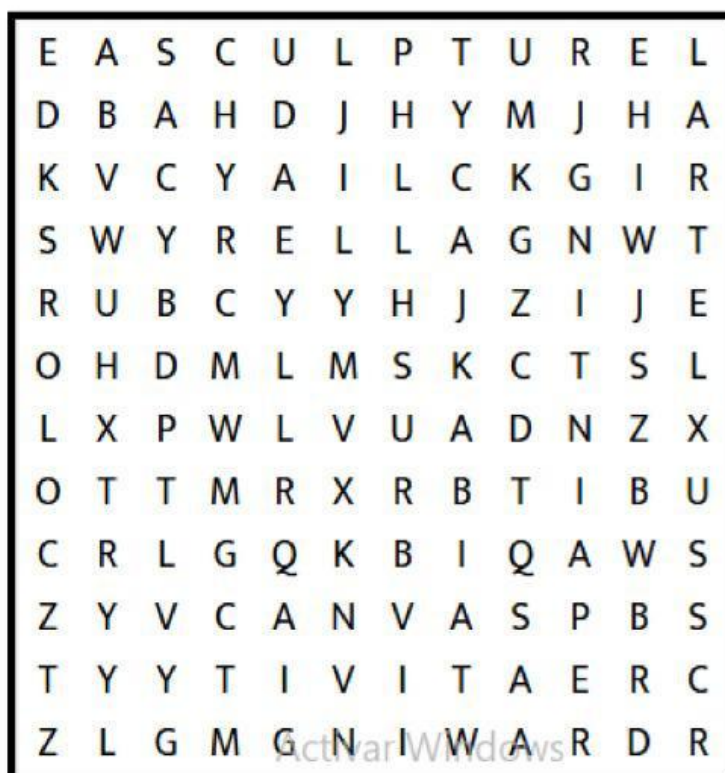 E A S C U L P T U R E L
D B A H D J H Y M J H A
K V C Y A I L C K G I R
S W Y R E L L A G N W T
R U B C Y Y H J Z I J E
O H D M L M S K C T S L
L X P W L V U A D N Z X
O T T M R X R B T I B U
C R L G Q K B I Q A W S
Z Y V C A N V A S P B S
T Y Y T I V I T A E R C
Z L G M G N I W A R D R
Activar Windows